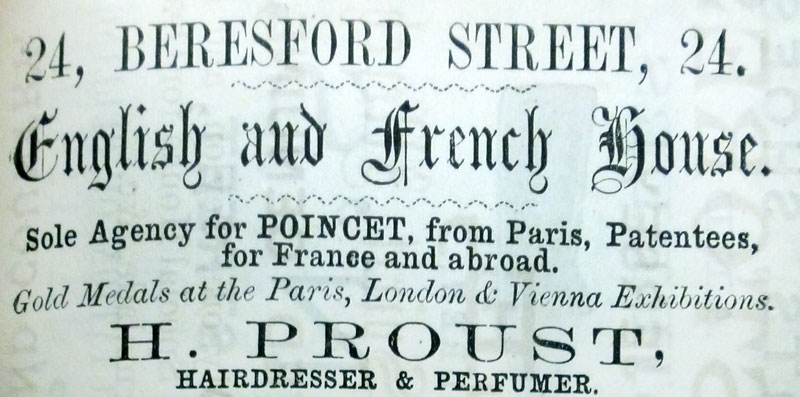 24, BERESFORD STREET, 24.
English and French House.
Sole Agency for POINCET, from Paris, Patentees,
for France and abroad.
Gold Medals at the Paris, London & Vienna Exhibitions.
H. PROUST,
HAIRDRESSER & PERFUMER.